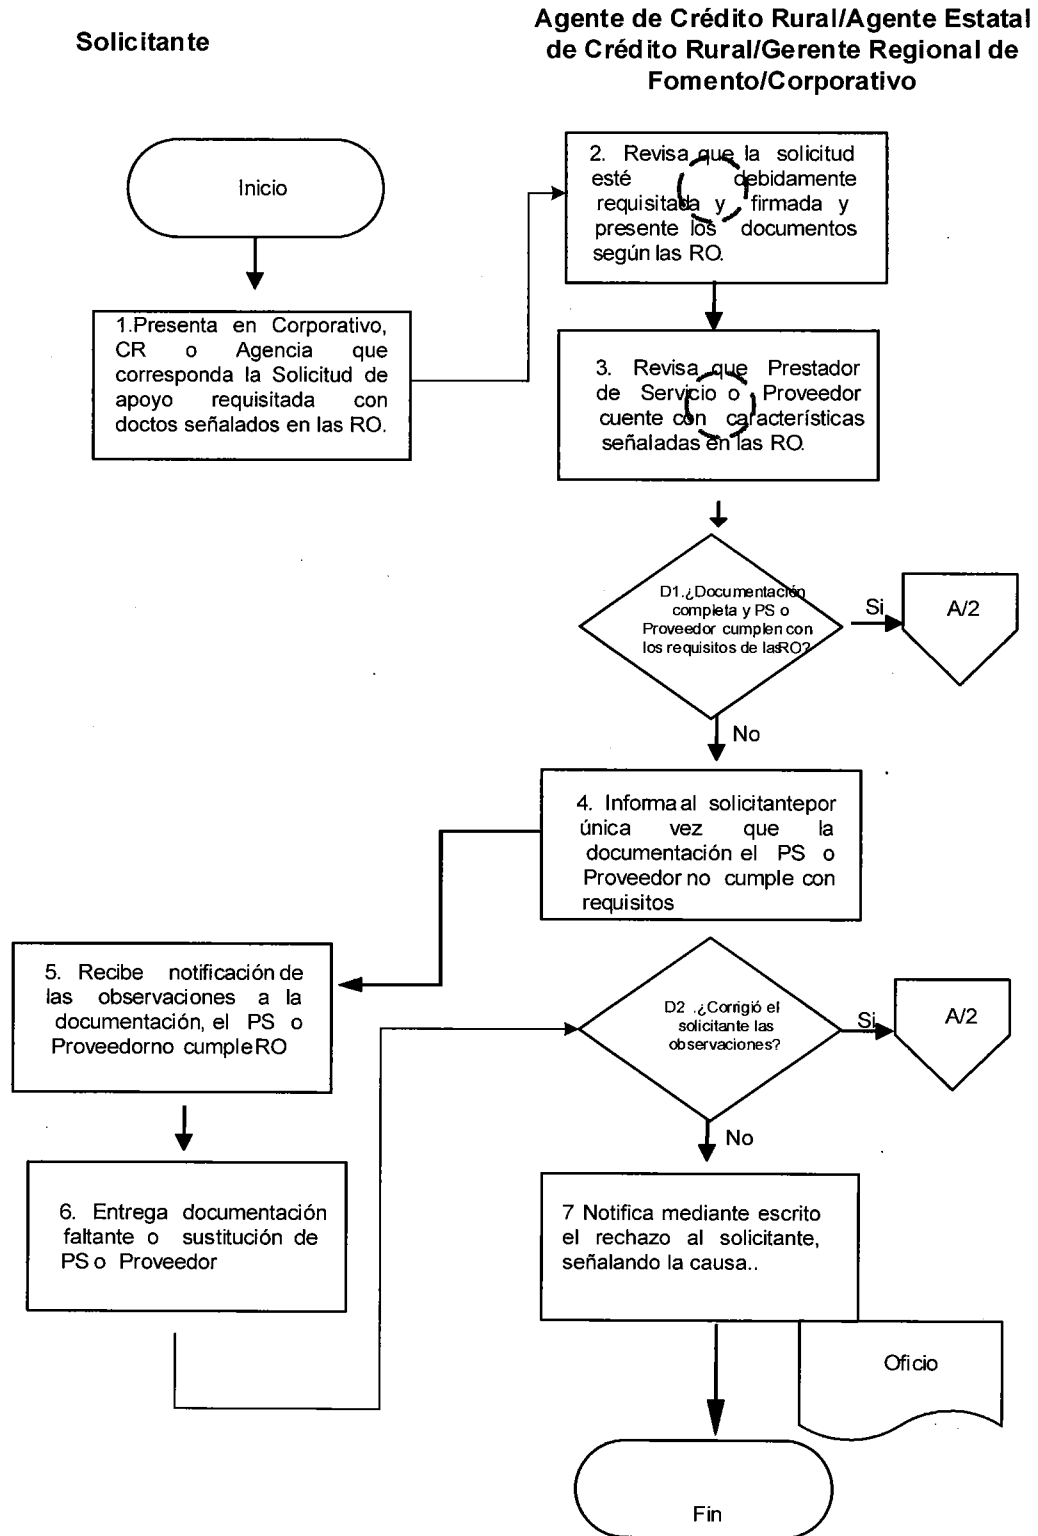 Solicitante
Agente de Crédito Rural/Agente Estatal
de Crédito Rural/Gerente Regional de
Fomento/Corporativo
Inicio
1.Presenta en Corporativo,
CR o Agencia que
corresponda la Solicitud de
apoyo requisitada con
doctos señalados en las RO.
2. Revisa que la solicitud
esté debidamente
requisitada y firmada y
presente los documentos
según las RO.
3. Revisa que Prestador
de Servicio o Proveedor
cuente con características
señaladas en las RO.
D1.¿Documentación
completa y PS o
Proveedor cumplen con
los requisitos de las RO?
Si
A/2
No
4. Informa al solicitante por
única vez que la
documentación el PS o
Proveedor no cumple con
requisitos
5. Recibe notificación de
las observaciones a la
documentación, el PS o
Proveedor no cumple RO
D2 .¿Corrigió el
solicitante las
observaciones?
Si
A/2
No
6. Entrega documentación
faltante o sustitución de
PS o Proveedor
7 Notifica mediante escrito
el rechazo al solicitante,
señalando la causa..
Oficio
Fin